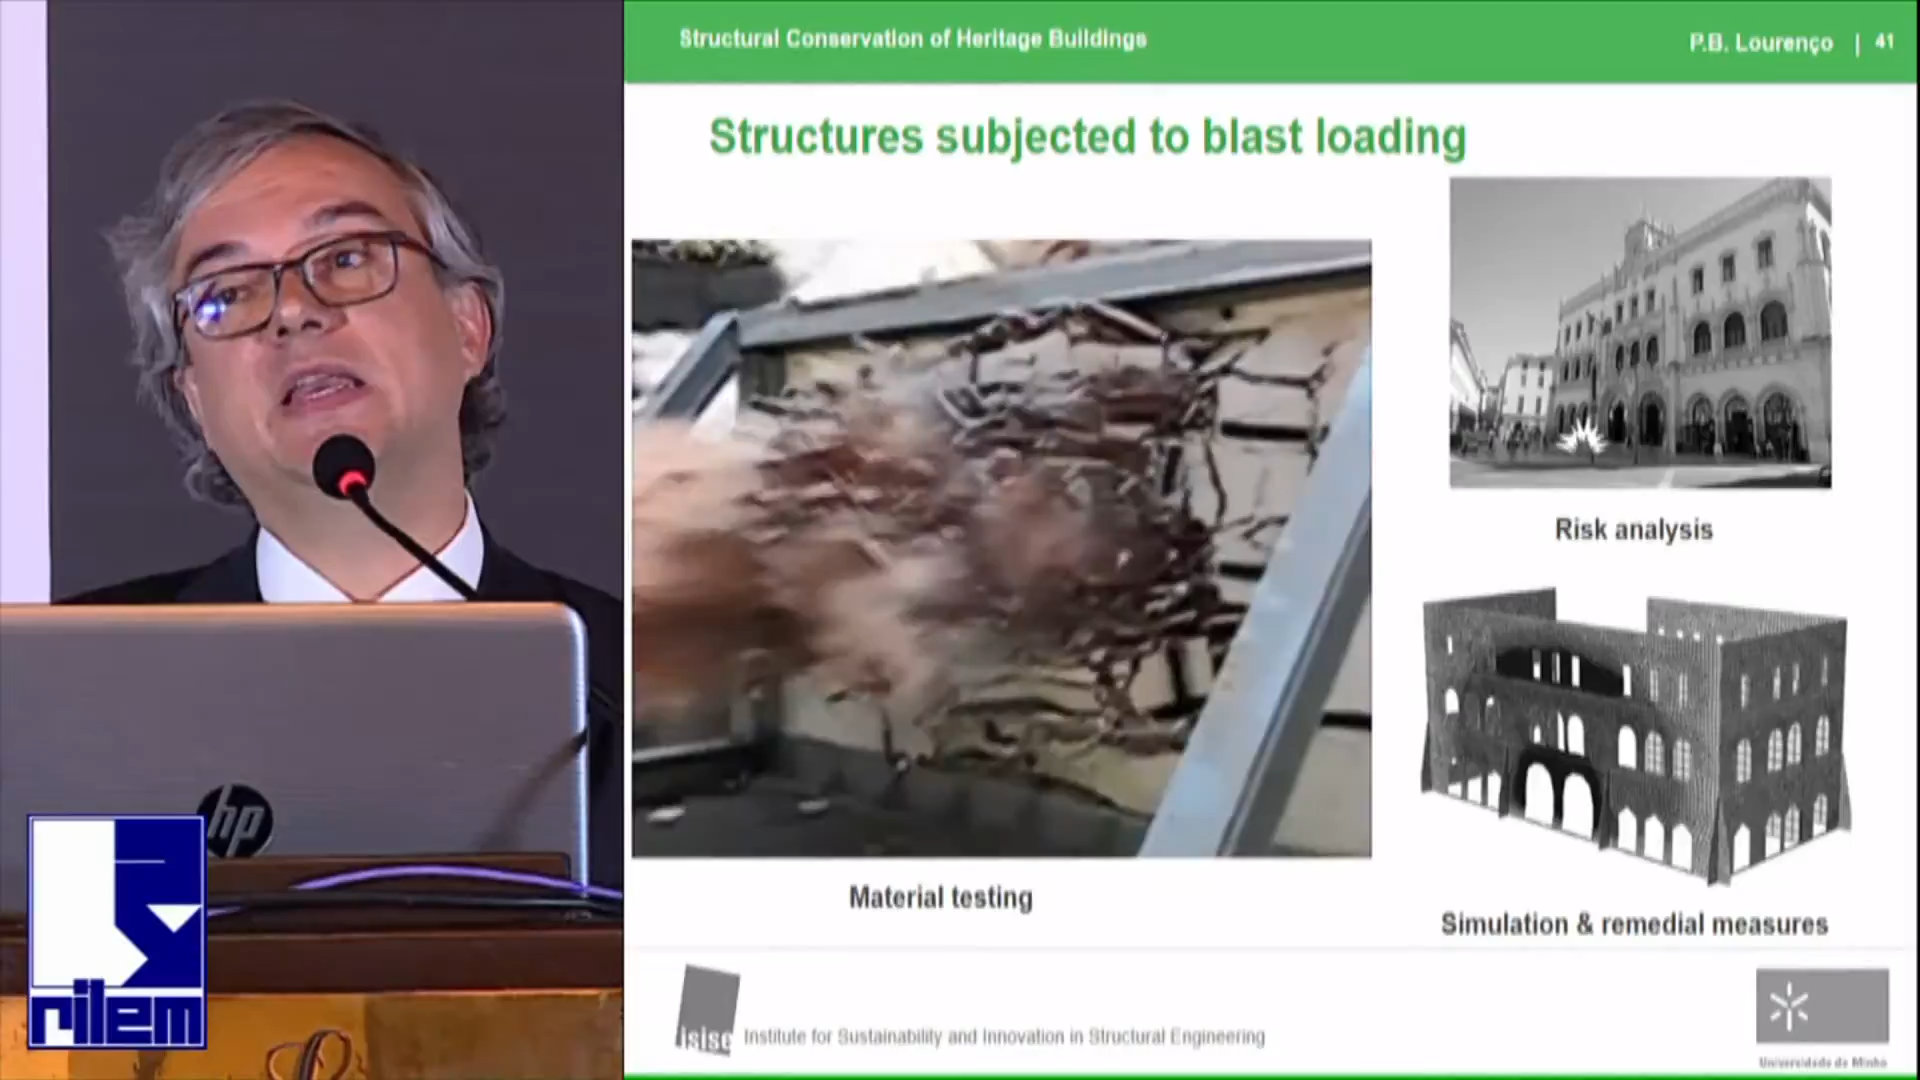 Structural Conservation of Heritage Buildings
P.B. Lourenço | 41
Structures subjected to blast loading
Risk analysis
Material testing
Simulation & remedial measures
hp
rilem
isise
Institute for Sustainability and Innovation in Structural Engineering
Universidade do Minho